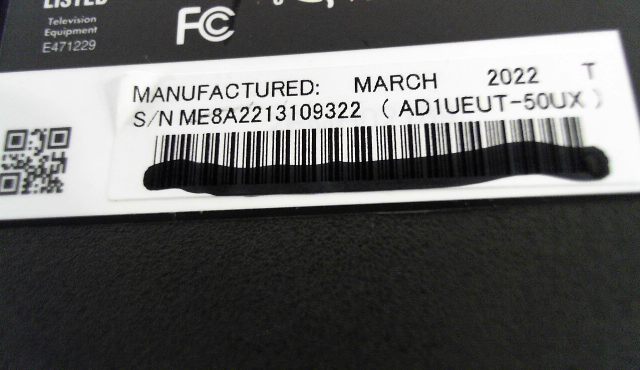 LISTED
Television
Equipment
E471229
FC
MANUFACTURED: MARCH 2022 T
S/N ME8A2213109322 ( AD1UEUT-50UX )